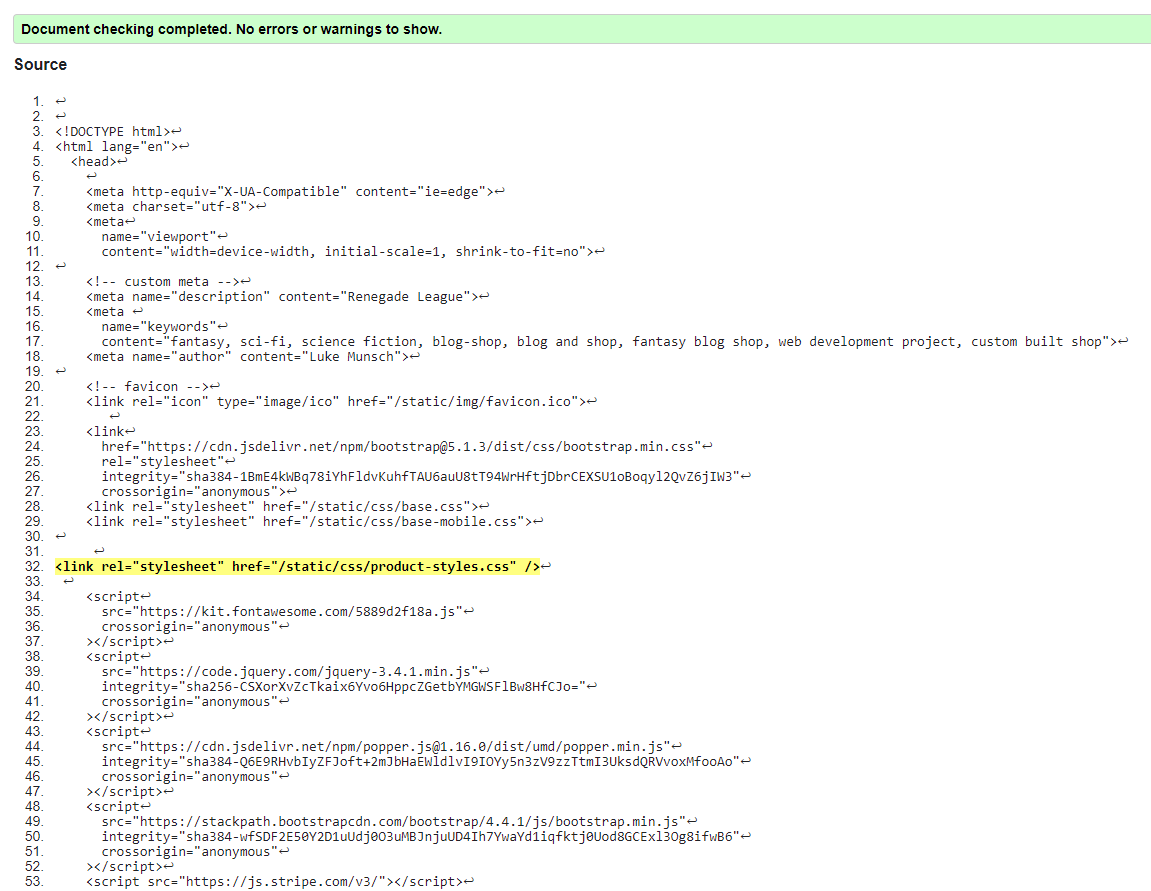 Document checking completed. No errors or warnings to show.
Source
1. ↩
2. ↩
3. <!DOCTYPE html>↩
4. <html lang="en">↩
5. <head>↩
6. ↩
7. <meta http-equiv="X-UA-Compatible" content="ie=edge">↩
8. <meta charset="utf-8">↩
9. <meta↩
10. name="viewport"↩
11. content="width=device-width, initial-scale=1, shrink-to-fit=no">↩
12. ↩
13. <!-- custom meta -->↩
14. <meta name="description" content="Renegade League">↩
15. <meta ↩
16. name="keywords"↩
17. content="fantasy, sci-fi, science fiction, blog-shop, blog and shop, fantasy blog shop, web development project, custom built shop">↩
18. <meta name="author" content="Luke Munsch">↩
19. ↩
20. <!-- favicon -->↩
21. <link rel="icon" type="image/ico" href="/static/img/favicon.ico">↩
22. ↩
23. <link↩
24. href="https://cdn.jsdelivr.net/npm/bootstrap@5.1.3/dist/css/bootstrap.min.css"↩
25. rel="stylesheet"↩
26. integrity="sha384-1BmE4kWBq78iYhFldvKuhfTAU6auU8tT94WrHftjDbrCEXSU1oBoqyl2QvZ6jIW3"↩
27. crossorigin="anonymous">↩
28. <link rel="stylesheet" href="/static/css/base.css">↩
29. <link rel="stylesheet" href="/static/css/base-mobile.css">↩
30. ↩
31. ↩
32. <link rel="stylesheet" href="/static/css/product-styles.css" />↩
33. ↩
34. <script↩
35. src="https://kit.fontawesome.com/5889d2f18a.js"↩
36. crossorigin="anonymous"↩
37. ></script>↩
38. <script↩
39. src="https://code.jquery.com/jquery-3.4.1.min.js"↩
40. integrity="sha256-CSXorXvZcTkaix6Yvo6HppcZGetbYMGWSFlBw8HfCJo="↩
41. crossorigin="anonymous"↩
42. ></script>↩
43. <script↩
44. src="https://cdn.jsdelivr.net/npm/popper.js@1.16.0/dist/umd/popper.min.js"↩
45. integrity="sha384-Q6E9RHvbIyZFJoft+2mJbHaEWldlvI9IOYy5n3zV9zzTtmI3UksdQRVvoxMfooAo"↩
46. crossorigin="anonymous"↩
47. ></script>↩
48. <script↩
49. src="https://stackpath.bootstrapcdn.com/bootstrap/4.4.1/js/bootstrap.min.js"↩
50. integrity="sha384-wfSDF2E50Y2D1uUdj0O3uMBJnjuUD4Ih7YwaYd1iqfktj0Uod8GCExl3Og8ifwB6"↩
51. crossorigin="anonymous"↩
52. ></script>↩
53. <script src="https://js.stripe.com/v3/"></script>↩